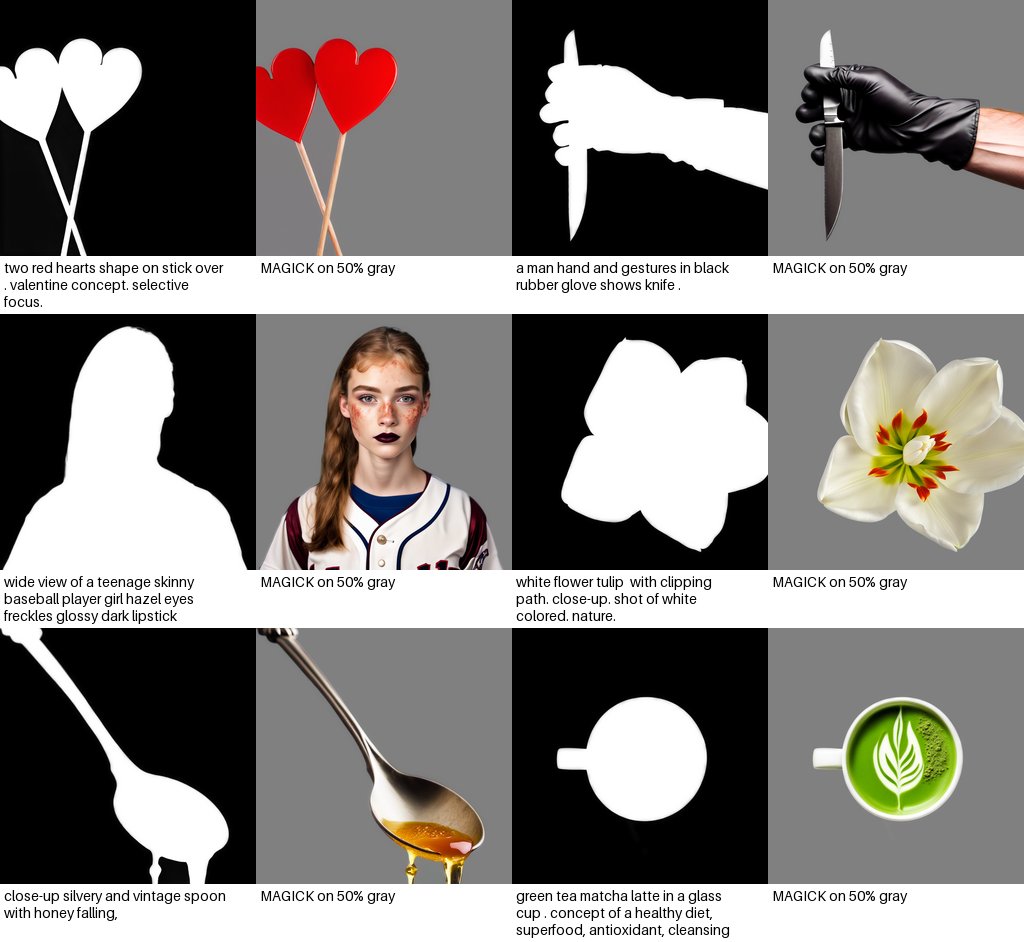 two red hearts shape on stick over
. valentine concept. selective
focus.
MAGICK on 50% gray
a man hand and gestures in black
rubber glove shows knife .
MAGICK on 50% gray
wide view of a teenage skinny
baseball player girl hazel eyes
freckles glossy dark lipstick
MAGICK on 50% gray
white flower tulip  with clipping
path. close-up. shot of white
colored. nature.
MAGICK on 50% gray
close-up silvery and vintage spoon
with honey falling,
MAGICK on 50% gray
green tea matcha latte in a glass
cup . concept of a healthy diet,
superfood, antioxidant, cleansing
MAGICK on 50% gray